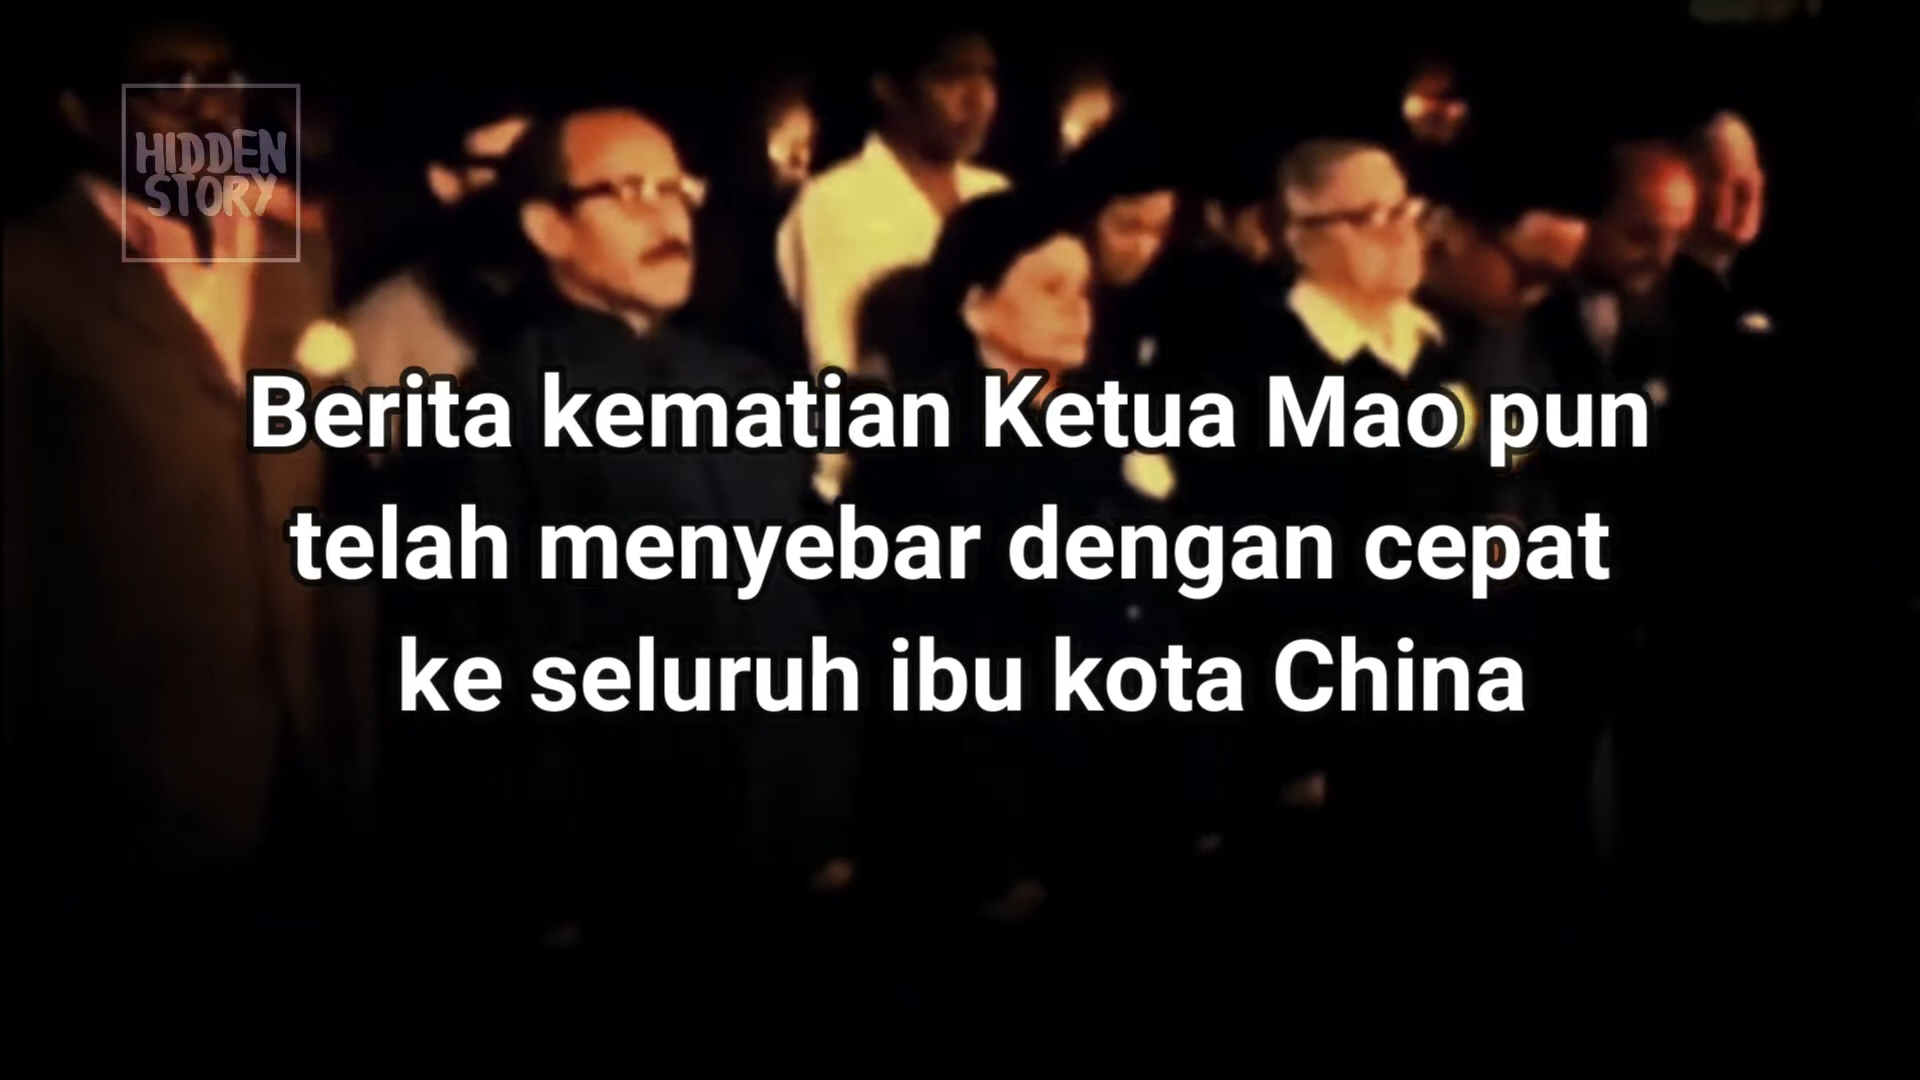 HIDDEN
STORY
Berita kematian Ketua Mao pun
telah menyebar dengan cepat
ke seluruh ibu kota China